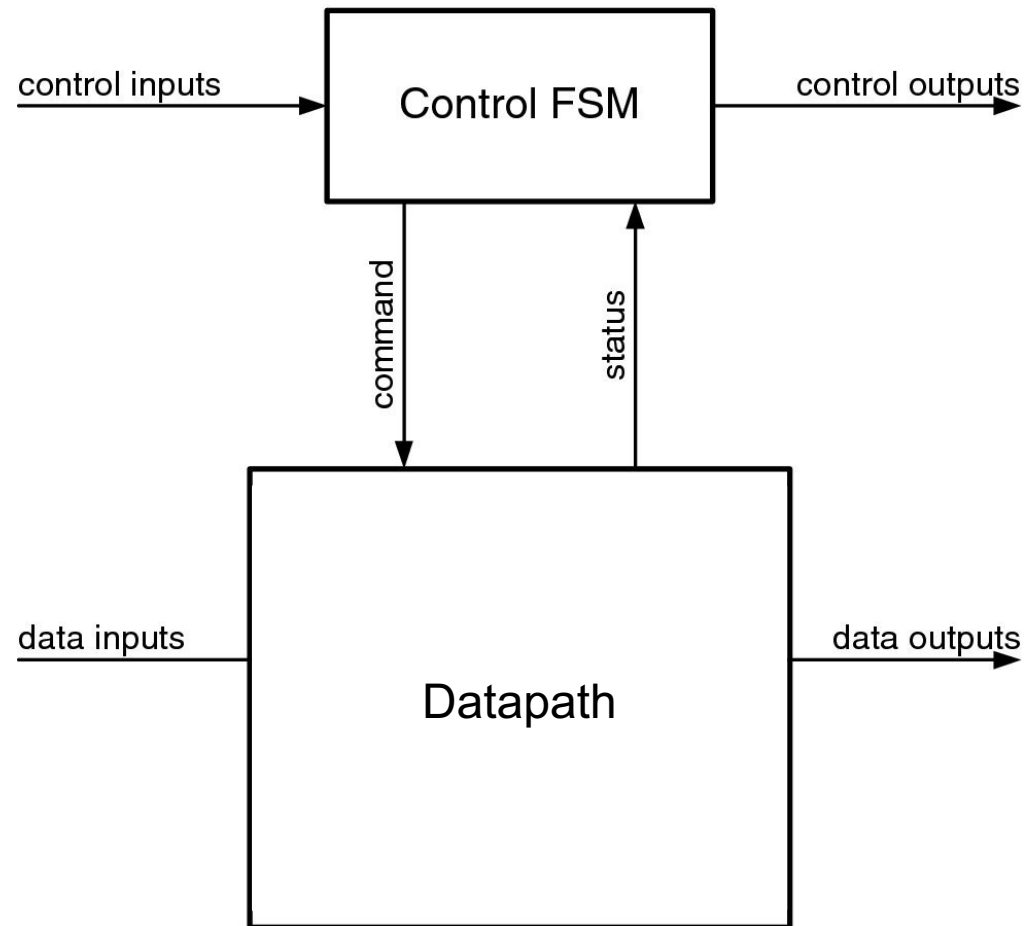 control inputs
Control FSM
control outputs
command
status
data inputs
data outputs
Datapath